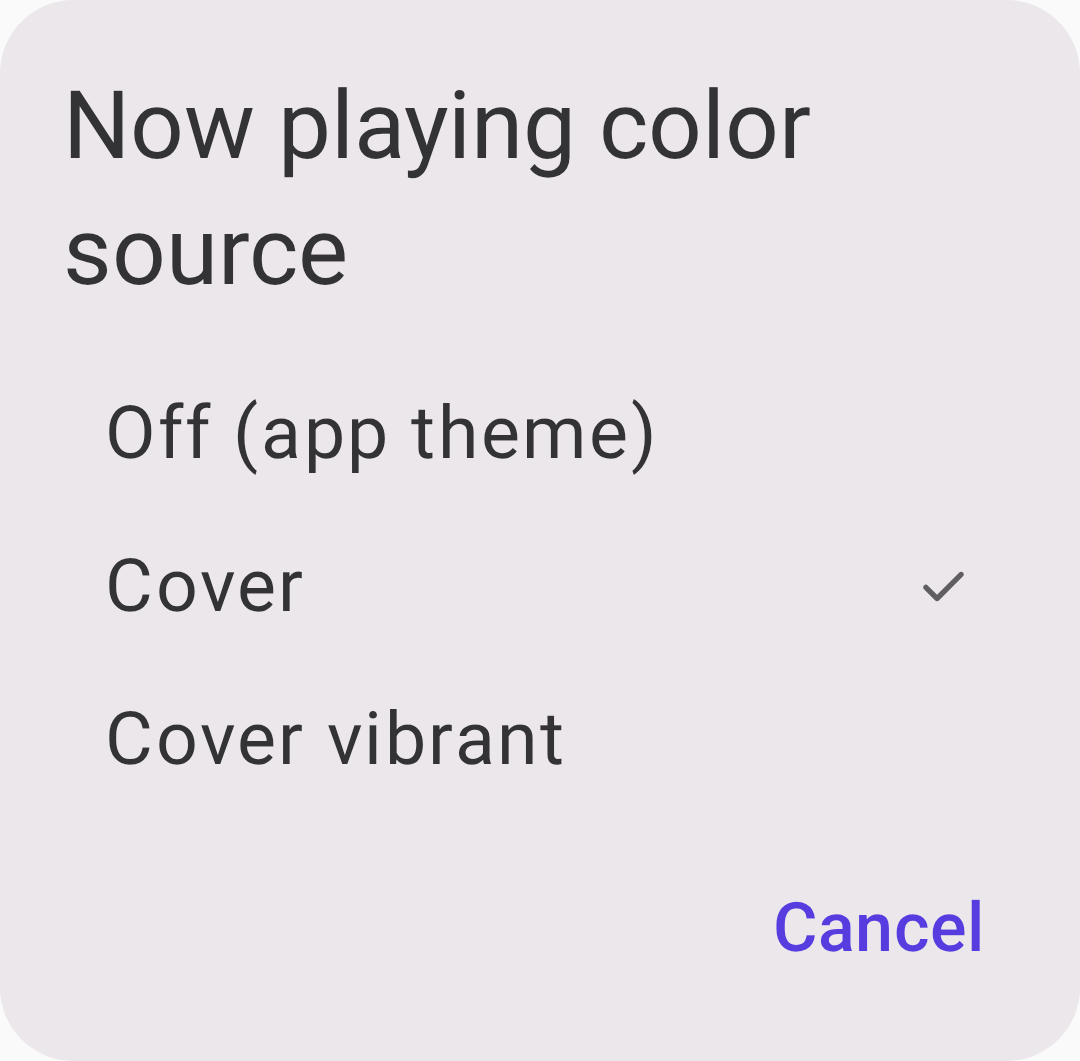 Now playing color
source
Off (app theme)
Cover
Cover vibrant
Cancel